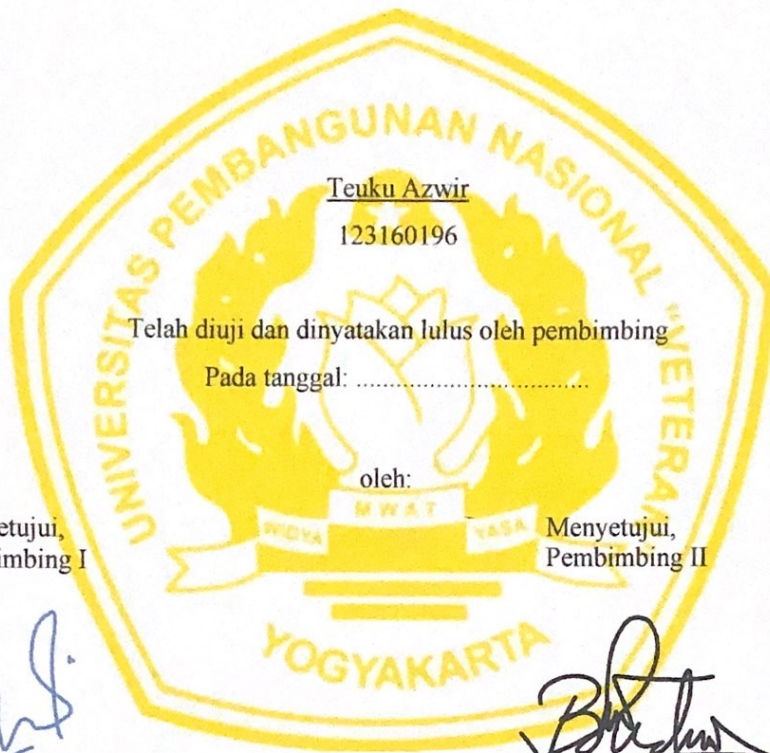 UNIVERSITAS PEMBANGUNAN NASIONAL "VETERAN
Teuku Azwir
123160196
Telah diuji dan dinyatakan lulus oleh pembimbing
Pada tanggal: ...................................
oleh:
WIDYA MWAT YASA
etujui,
imbing I
Menyetujui,
Pembimbing II
YOGYAKARTA